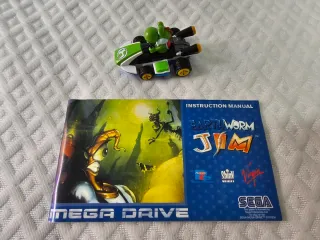 INSTRUCTION MANUAL
EARTHWORM
JIM
Virgin
SEGA
MEGA DRIVE